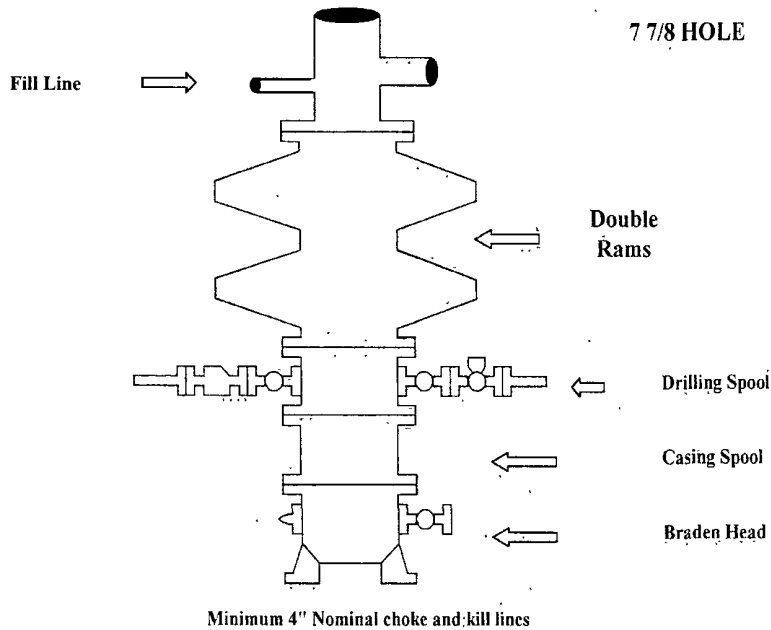 7 7/8 HOLE
Fill Line
Double
Rams
Drilling Spool
Casing Spool
Braden Head
Minimum 4" Nominal choke and kill lines